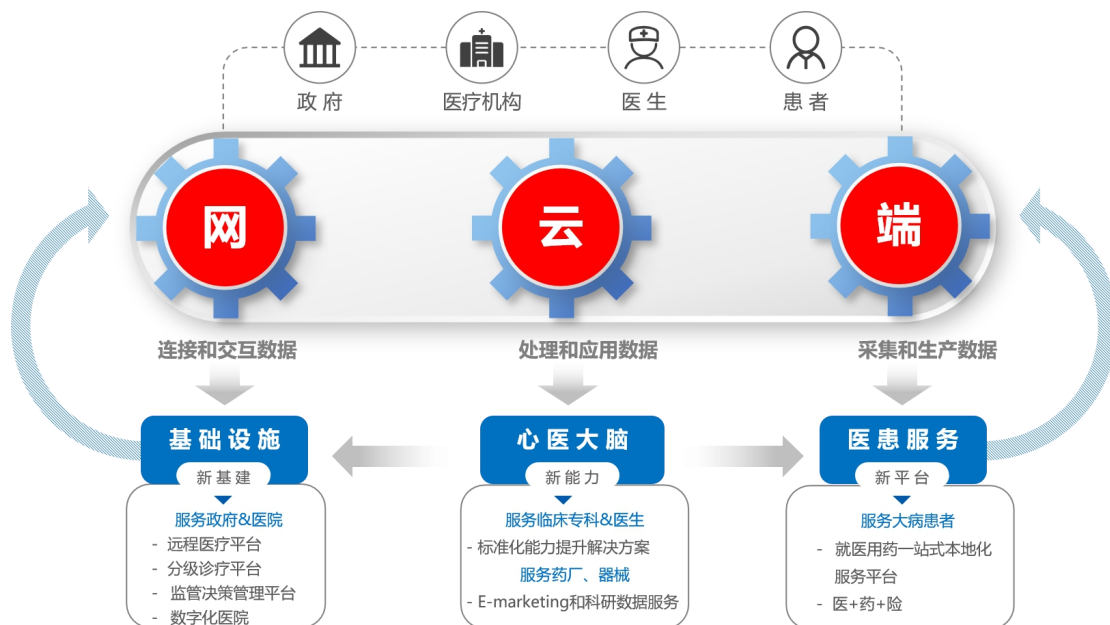 政府
医疗机构
医生
患者
网
云
端
连接和交互数据
处理和应用数据
采集和生产数据
基础设施
新基建
服务政府&医院
- 远程医疗平台
- 分级诊疗平台
- 监管决策管理平台
- 数字化医院
心医大脑
新能力
服务临床专科&医生
- 标准化能力提升解决方案
服务药厂、器械
- E-marketing和科研数据服务
医患服务
新平台
服务大病患者
- 就医用药一站式本地化
服务平台
- 医+药+险